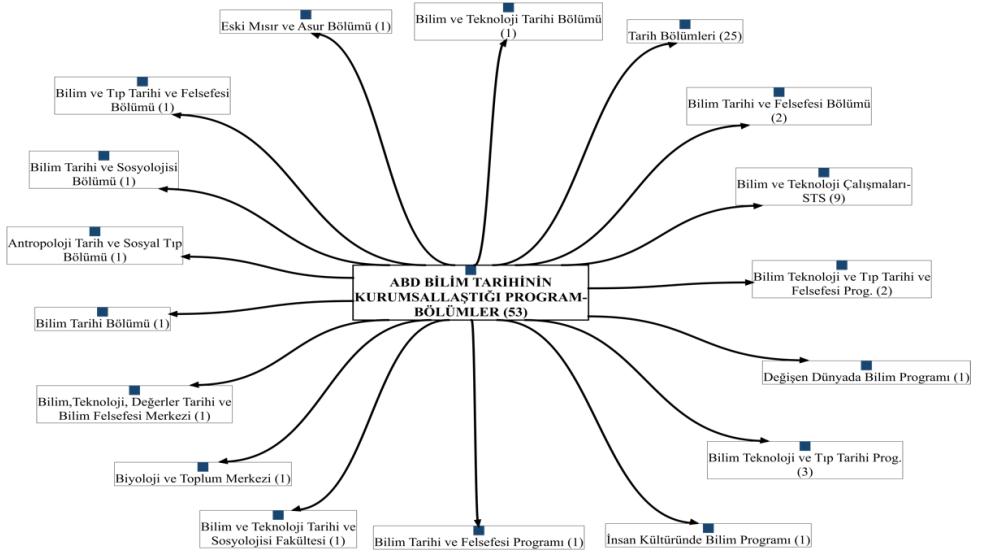 Eski Mısır ve Asur Bölümü (1)
Bilim ve Teknoloji Tarihi Bölümü
(1)
Tarih Bölümleri (25)
Bilim ve Tıp Tarihi ve Felsefesi
Bölümü (1)
Bilim Tarihi ve Felsefesi Bölümü
(2)
Bilim Tarihi ve Sosyolojisi
Bölümü (1)
Bilim ve Teknoloji Çalışmaları-
STS (9)
Antropoloji Tarih ve Sosyal Tıp
Bölümü (1)
Bilim Teknoloji ve Tıp Tarihi ve
Felsefesi Prog. (2)
ABD BİLİM TARİHİNİN
KURUMSALLAŞTIĞI PROGRAM-
BÖLÜMLER (53)
Bilim Tarihi Bölümü (1)
Değişen Dünyada Bilim Programı (1)
Bilim,Teknoloji, Değerler Tarihi ve
Bilim Felsefesi Merkezi (1)
Bilim Teknoloji ve Tıp Tarihi Prog.
(3)
Biyoloji ve Toplum Merkezi (1)
Bilim ve Teknoloji Tarihi ve
Sosyolojisi Fakültesi (1)
Bilim Tarihi ve Felsefesi Programı (1)
İnsan Kültüründe Bilim Programı (1)